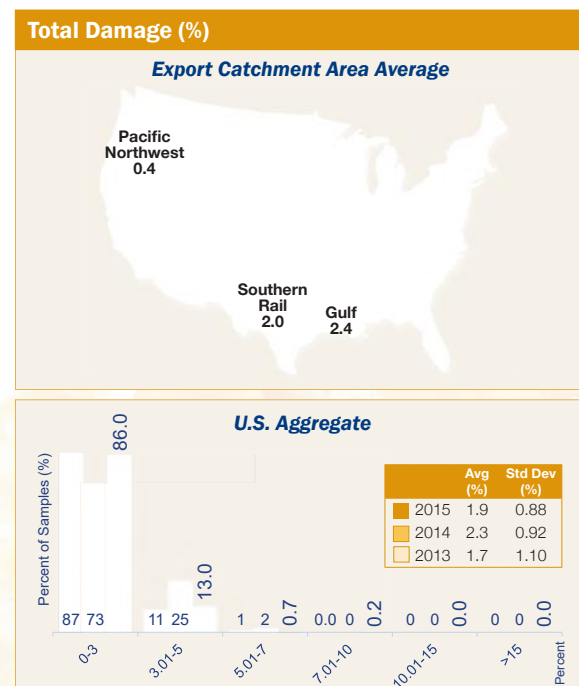 Total Damage (%)
Export Catchment Area Average
Pacific
Northwest
0.4
Southern
Rail
2.0
Gulf
2.4
U.S. Aggregate
Percent of Samples (%)
86.0
Avg Std Dev
(%) (%)
2015 1.9 0.88
2014 2.3 0.92
2013 1.7 1.10
87 73
11 25 13.0
1 2 0.7
0.0 0 0.2
0 0 0.0
0 0 0.0
0-3 3.01-5 5.01-7 7.01-10 10.01-15 >15
Percent